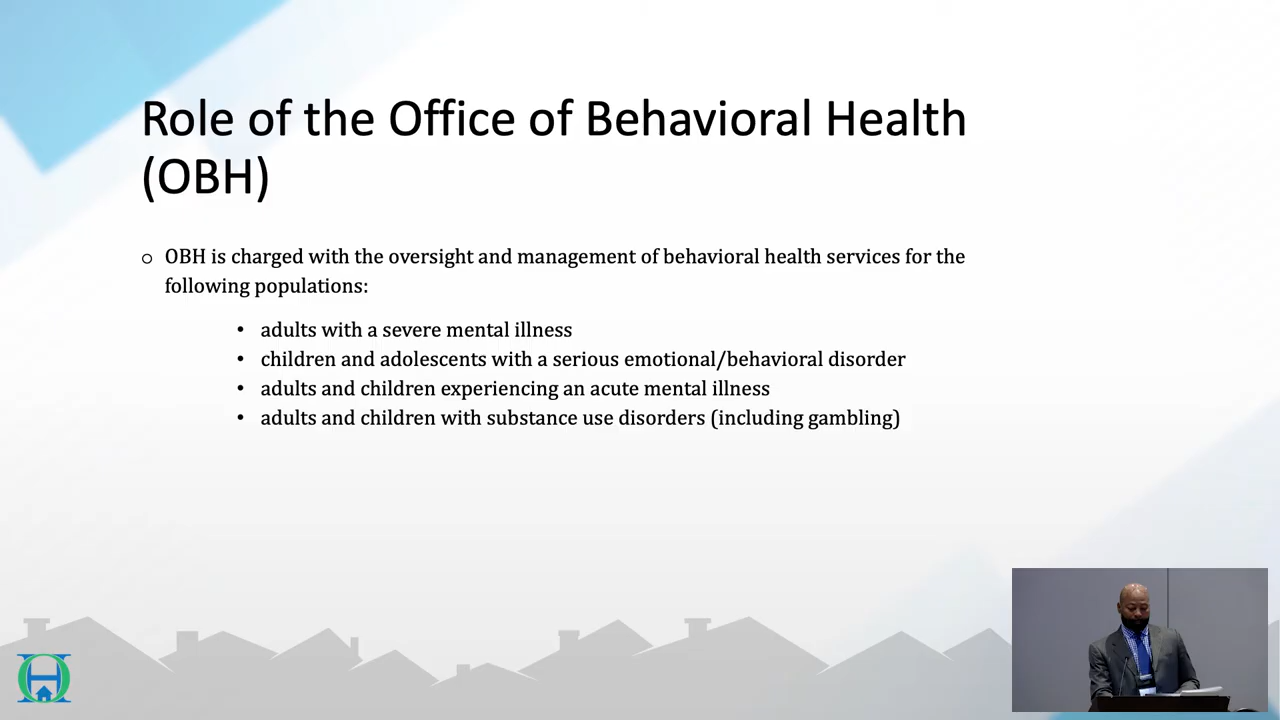 Role of the Office of Behavioral Health
(OBH)
o OBH is charged with the oversight and management of behavioral health services for the
following populations:
• adults with a severe mental illness
• children and adolescents with a serious emotional/behavioral disorder
• adults and children experiencing an acute mental illness
• adults and children with substance use disorders (including gambling)